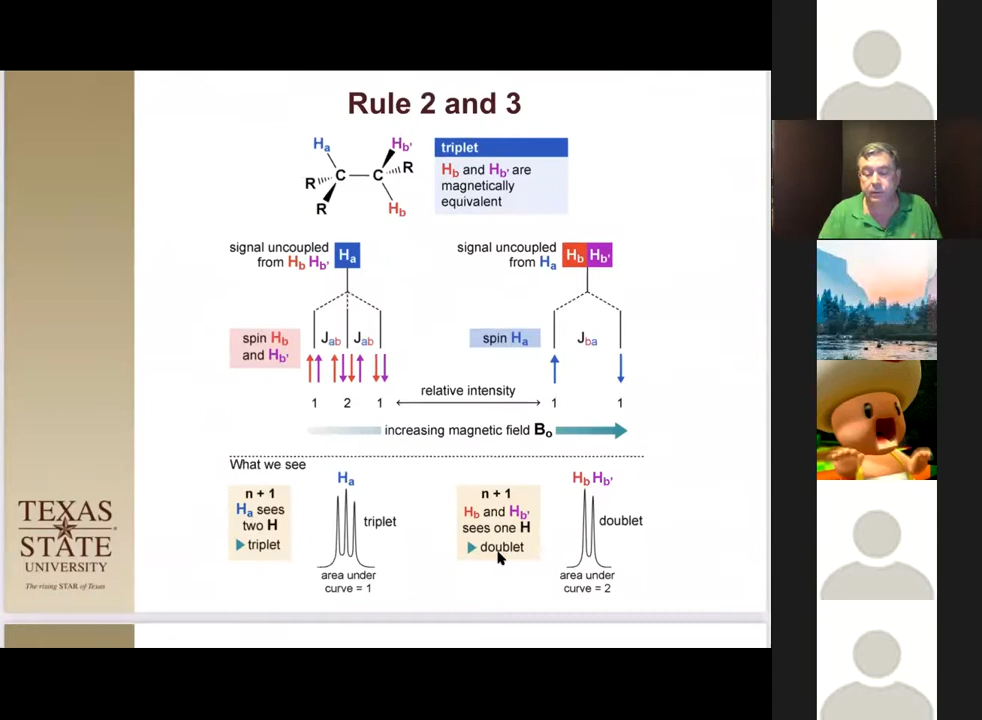 Rule 2 and 3
Ha
Hb'
R
C
C
R
R
Hb
triplet
Hb and Hb' are
magnetically
equivalent
signal uncoupled
from Hb Hb'
Ha
signal uncoupled
from Ha
Hb Hb'
spin Hb
and Hb'
Jab Jab
spin Ha
Jba
relative intensity
1 2 1
1 1
increasing magnetic field Bo
What we see
n + 1
Ha sees
two H
triplet
Ha
triplet
area under
curve = 1
n + 1
Hb and Hb'
sees one H
doublet
Hb Hb'
doublet
area under
curve = 2
TEXAS
STATE
UNIVERSITY
The rising STAR of Texas